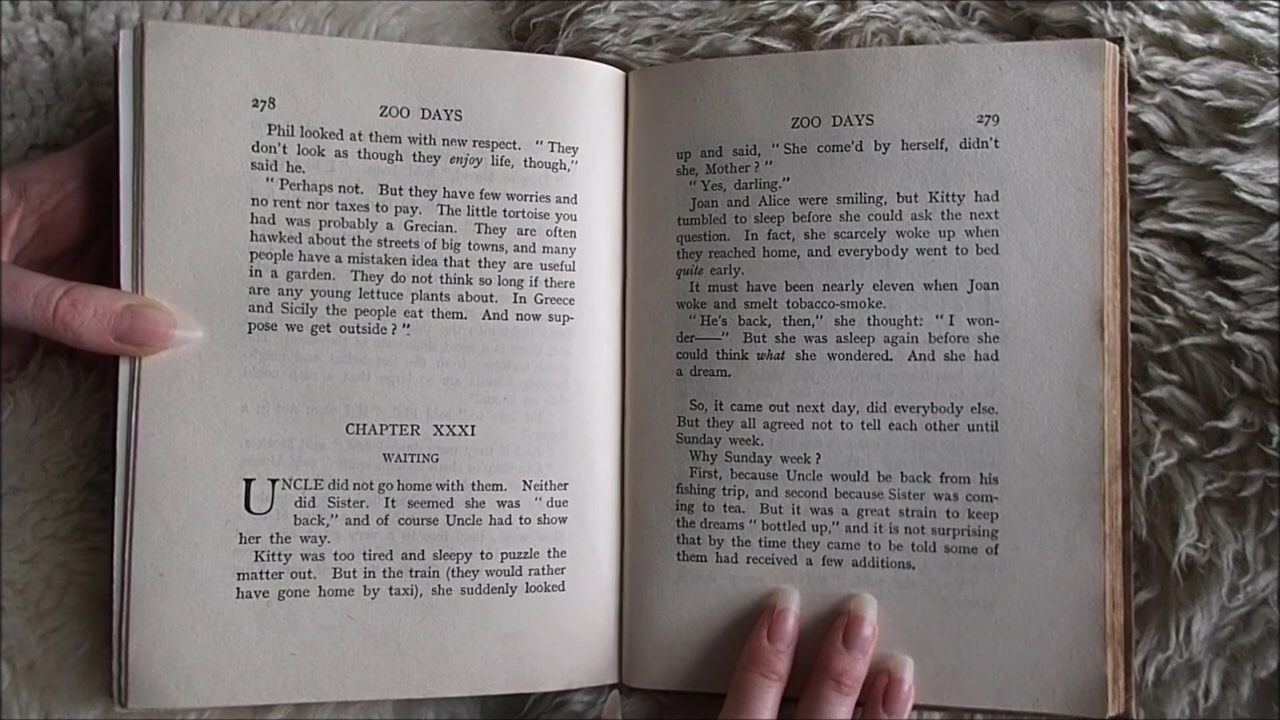 278
ZOO DAYS
Phil looked at them with new respect. " They
don't look as though they enjoy life, though,"
said he.
" Perhaps not. But they have few worries and
no rent nor taxes to pay. The little tortoise you
had was probably a Grecian. They are often
hawked about the streets of big towns, and many
people have a mistaken idea that they are useful
in a garden. They do not think so long if there
are any young lettuce plants about. In Greece
and Sicily the people eat them. And now sup-
pose we get outside ? "
CHAPTER XXXI
WAITING
UNCLE did not go home with them. Neither
did Sister. It seemed she was " due
back," and of course Uncle had to show
her the way.
Kitty was too tired and sleepy to puzzle the
matter out. But in the train (they would rather
have gone home by taxi), she suddenly looked
ZOO DAYS
279
up and said, " She come'd by herself, didn't
she, Mother ? "
" Yes, darling."
Joan and Alice were smiling, but Kitty had
tumbled to sleep before she could ask the next
question. In fact, she scarcely woke up when
they reached home, and everybody went to bed
quite early.
It must have been nearly eleven when Joan
woke and smelt tobacco-smoke.
" He's back, then," she thought: " I won-
der——" But she was asleep again before she
could think what she wondered. And she had
a dream.
So, it came out next day, did everybody else.
But they all agreed not to tell each other until
Sunday week.
Why Sunday week ?
First, because Uncle would be back from his
fishing trip, and second because Sister was com-
ing to tea. But it was a great strain to keep
the dreams " bottled up," and it is not surprising
that by the time they came to be told some of
them had received a few additions.